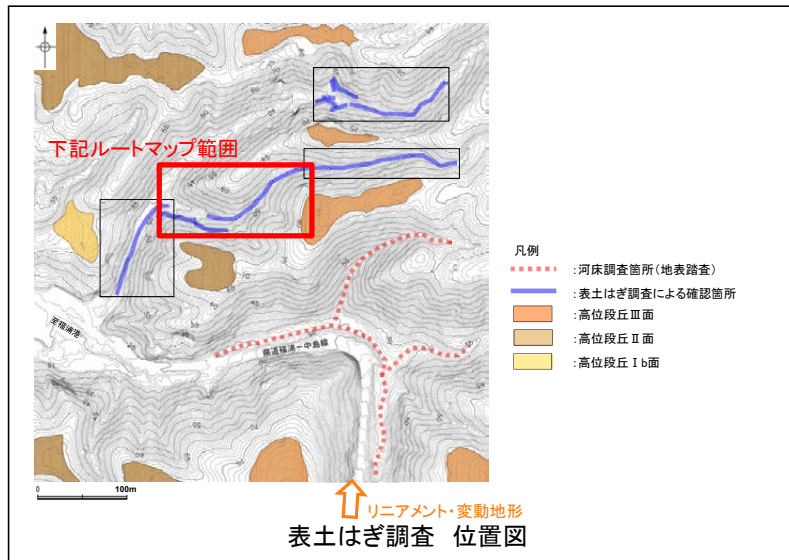 下記ルートマップ範囲
至福浦港
県道福浦ー中島線
0 100m
リニアメント・変動地形
表土はぎ調査 位置図
凡例
:河床調査箇所(地表踏査)
:表土はぎ調査による確認箇所
:高位段丘Ⅲ面
:高位段丘Ⅱ面
:高位段丘Ⅰb面